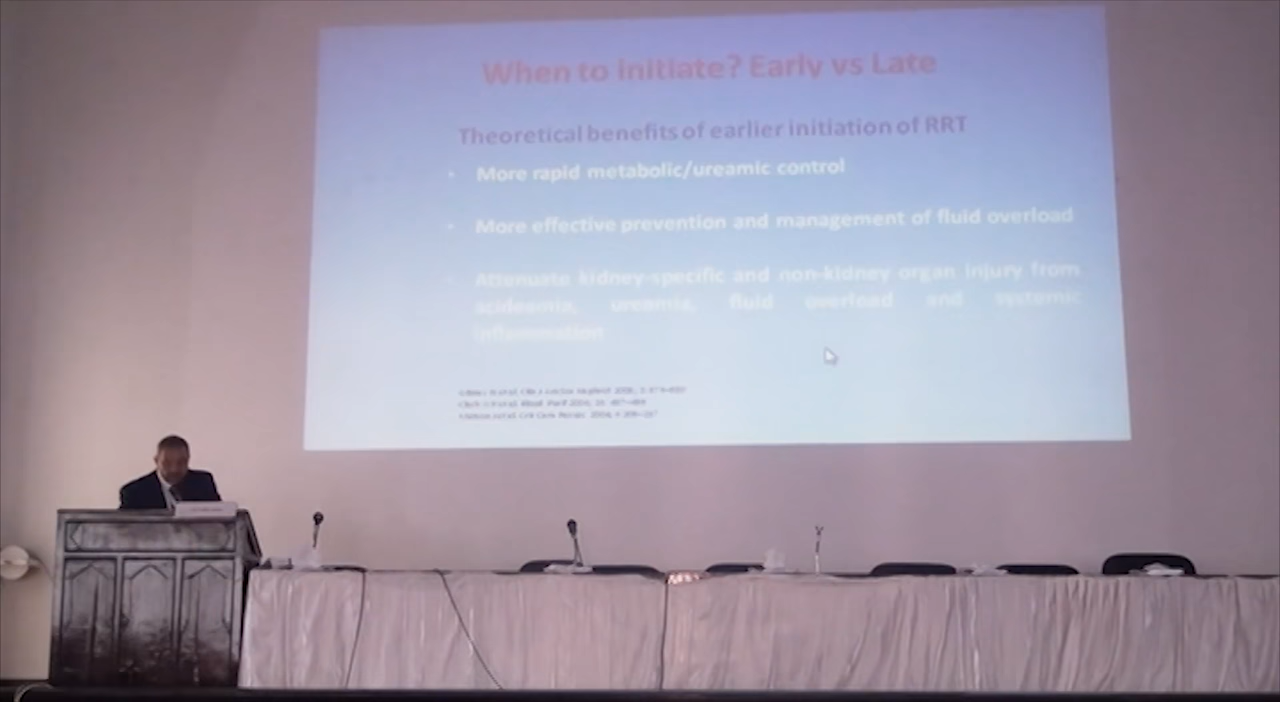 When to Initiate? Early vs Late
Theoretical benefits of earlier initiation of RRT
• More rapid metabolic/ureamic control
• More effective prevention and management of fluid overload
• Attenuate kidney-specific and non-kidney organ injury from
acidaemia, ureamia, fluid overload and systemic
inflammation